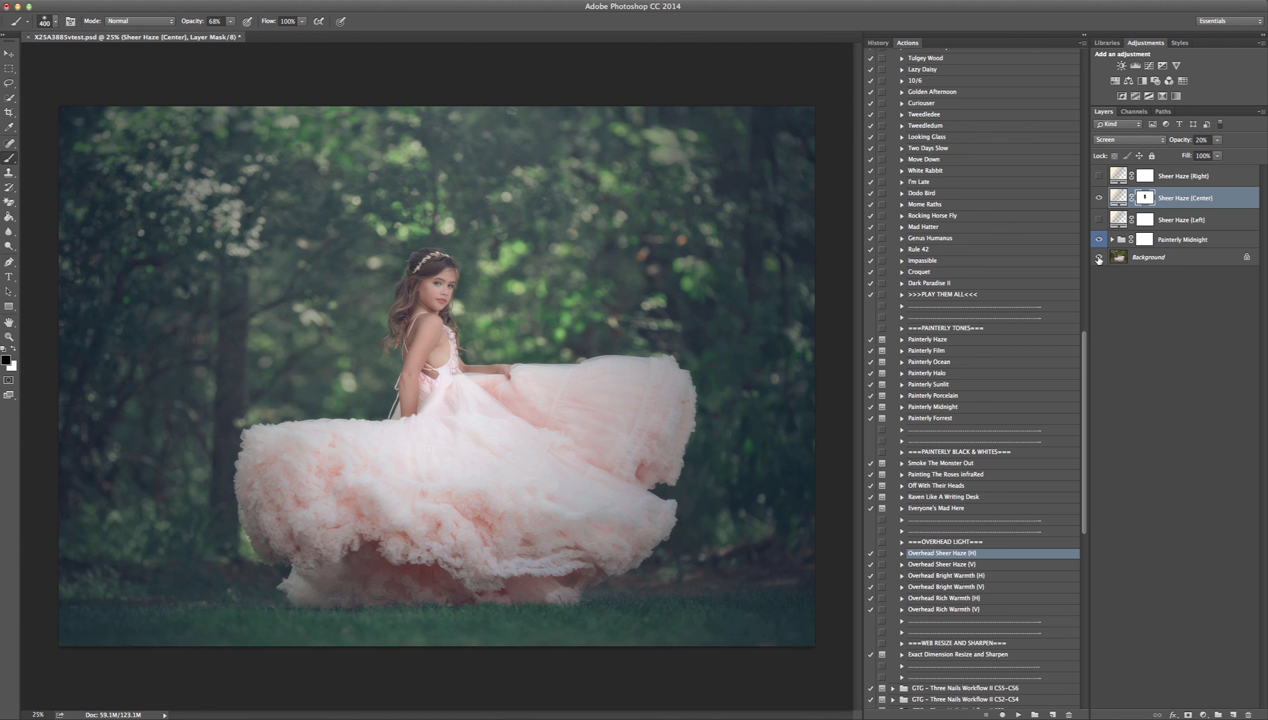 Adobe Photoshop CC 2014
400
Mode: Normal
Opacity: 68%
Flow: 100%
Essentials
× X25A3885vtest.psd @ 25% (Sheer Haze (Center), Layer Mask/8) *
History
Actions
Tulgey Wood
Lazy Daisy
10/6
Golden Afternoon
Curiouser
Tweedledee
Tweedledum
Looking Glass
Two Days Slow
Move Down
White Rabbit
I'm Late
Dodo Bird
Mome Raths
Rocking Horse Fly
Mad Hatter
Genus Humanus
Rule 42
Impassible
Croquet
Dark Paradise II
>>>PLAY THEM ALL<<<
===PAINTERLY TONES===
Painterly Haze
Painterly Film
Painterly Ocean
Painterly Halo
Painterly Sunlit
Painterly Porcelain
Painterly Midnight
Painterly Forrest
===PAINTERLY BLACK & WHITES===
Smoke The Monster Out
Painting The Roses infraRed
Off With Their Heads
Raven Like A Writing Desk
Everyone's Mad Here
===OVERHEAD LIGHT===
Overhead Sheer Haze (H)
Overhead Sheer Haze (V)
Overhead Bright Warmth (H)
Overhead Bright Warmth (V)
Overhead Rich Warmth (H)
Overhead Rich Warmth (V)
===WEB RESIZE AND SHARPEN===
Exact Dimension Resize and Sharpen
GTG - Three Nails Workflow II CS5-CS6
GTG - Three Nails Workflow II CS2-CS4
Libraries
Adjustments
Styles
Add an adjustment
Layers
Channels
Paths
Kind
Screen
Opacity: 20%
Lock:
Fill: 100%
Sheer Haze (Right)
Sheer Haze (Center)
Sheer Haze (Left)
Painterly Midnight
Background
25%
Doc: 59.1M/123.1M